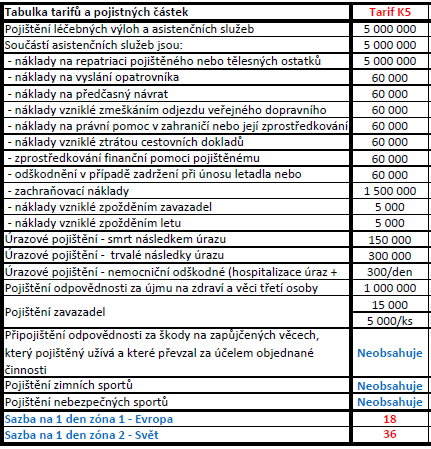 Tabulka tarifů a pojistných částek Tarif K5
Pojištění léčebných výloh a asistenčních služeb 5 000 000
Součástí asistenčních služeb jsou: 5 000 000
- náklady na repatriaci pojištěného nebo tělesných ostatků 5 000 000
- náklady na vyslání opatrovníka 60 000
- náklady na předčasný návrat 60 000
- náklady vzniklé zmeškáním odjezdu veřejného dopravního 60 000
- náklady na právní pomoc v zahraničí nebo její zprostředkování 60 000
- náklady vzniklé ztrátou cestovních dokladů 60 000
- zprostředkování finanční pomoci pojištěnému 60 000
- odškodnění v případě zadržení při únosu letadla nebo 60 000
- zachraňovací náklady 1 500 000
- náklady vzniklé zpožděním zavazadel 5 000
- náklady vzniklé zpožděním letu 5 000
Úrazové pojištění - smrt následkem úrazu 150 000
Úrazové pojištění - trvalé následky úrazu 300 000
Úrazové pojištění - nemocniční odškodné (hospitalizace úraz + 300/den
Pojištění odpovědnosti za újmu na zdraví a věci třetí osoby 1 000 000
Pojištění zavazadel 15 000
5 000/ks
Připojištění odpovědnosti za škody na zapůjčených věcech,
který pojištěný užívá a které převzal za účelem objednané Neobsahuje
činnosti
Pojištění zimních sportů Neobsahuje
Pojištění nebezpečných sportů Neobsahuje
Sazba na 1 den zóna 1 - Evropa 18
Sazba na 1 den zóna 2 - Svět 36